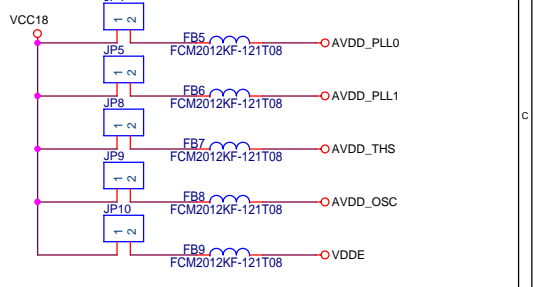 VCC18
1 2
FB5
AVDD_PLL0
FCM2012KF-121T08
JP5
1 2
FB6
AVDD_PLL1
FCM2012KF-121T08
JP8
1 2
FB7
AVDD_THS
FCM2012KF-121T08
JP9
1 2
FB8
AVDD_OSC
FCM2012KF-121T08
JP10
1 2
FB9
VDDE
FCM2012KF-121T08
C